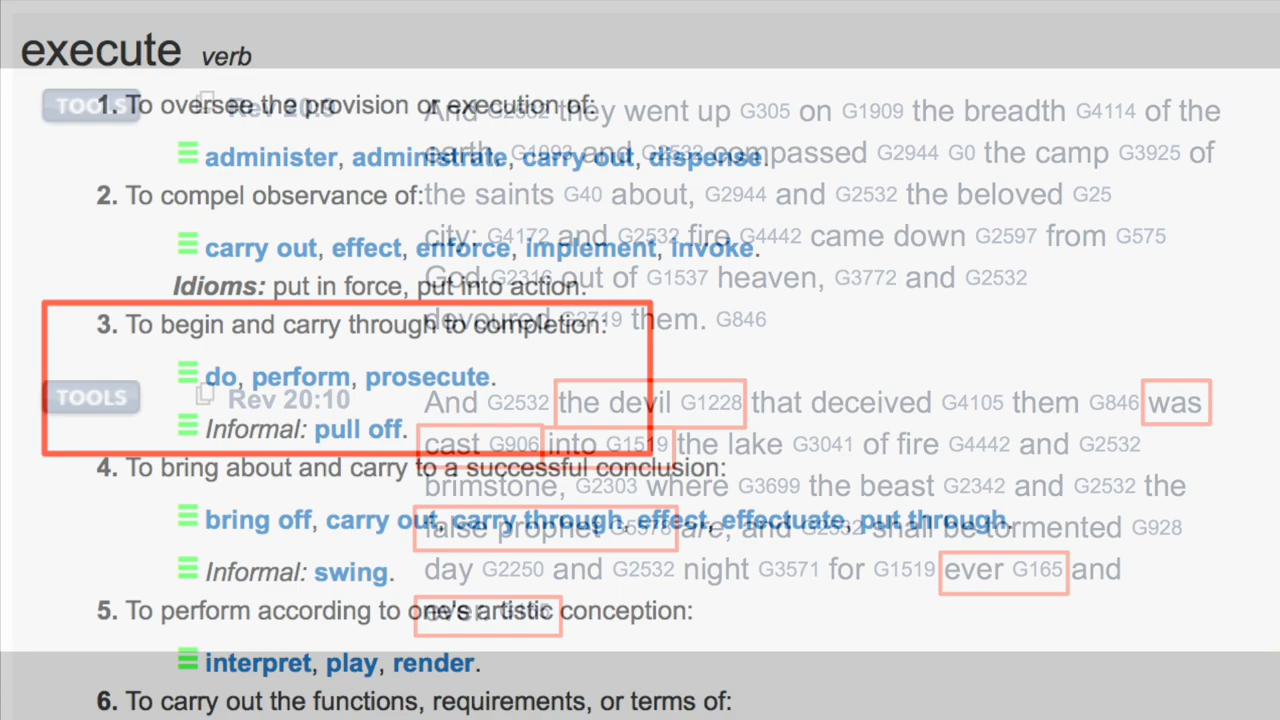 execute verb
1. To oversee the provision or execution of:
administer, administrate, carry out, dispense.
2. To compel observance of:
carry out, effect, enforce, implement, invoke.
Idioms: put in force, put into action.
3. To begin and carry through to completion:
do, perform, prosecute.
Informal: pull off.
4. To bring about and carry to a successful conclusion:
bring off, carry out, carry through, effect, effectuate, put through.
Informal: swing.
5. To perform according to one's artistic conception:
interpret, play, render.
6. To carry out the functions, requirements, or terms of:
TOOLS Rev 20:9 And G2532 they went up G305 on G1909 the breadth G4114 of the
earth, G1093 and G2532 compassed G2944 G0 the camp G3925 of
the saints G40 about, G2944 and G2532 the beloved G25
city: G4172 and G2532 fire G4442 came down G2597 from G575
God G2316 out of G1537 heaven, G3772 and G2532
devoured G2719 them. G846
TOOLS Rev 20:10 And G2532 the devil G1228 that deceived G4105 them G846 was
cast G906 into G1519 the lake G3041 of fire G4442 and G2532
brimstone, G2303 where G3699 the beast G2342 and G2532 the
false prophet G5578 are, and G2532 shall be tormented G928
day G2250 and G2532 night G3571 for G1519 ever G165 and
ever. G165